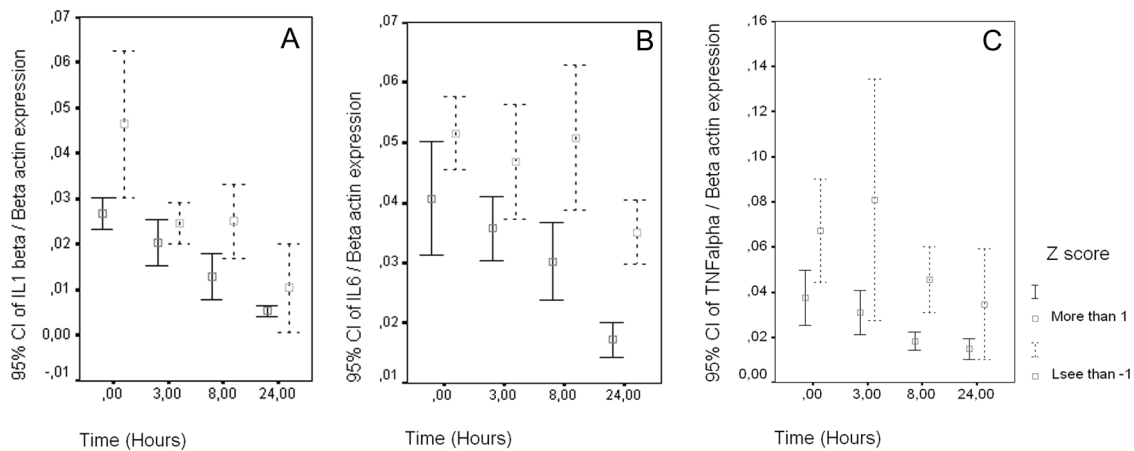 A
95% CI of IL1 beta / Beta actin expression
,07
,06
,05
,04
,03
,02
,01
0,00
-,01
,00 3,00 8,00 24,00
Time (Hours)
B
95% CI of IL6 / Beta actin expression
,07
,06
,05
,04
,03
,02
,01
,00 3,00 8,00 24,00
Time (Hours)
C
95% CI of TNFalpha / Beta actin expression
,16
,14
,12
,10
,08
,06
,04
,02
0,00
,00 3,00 8,00 24,00
Time (Hours)
Z score
More than 1
Lsee than -1